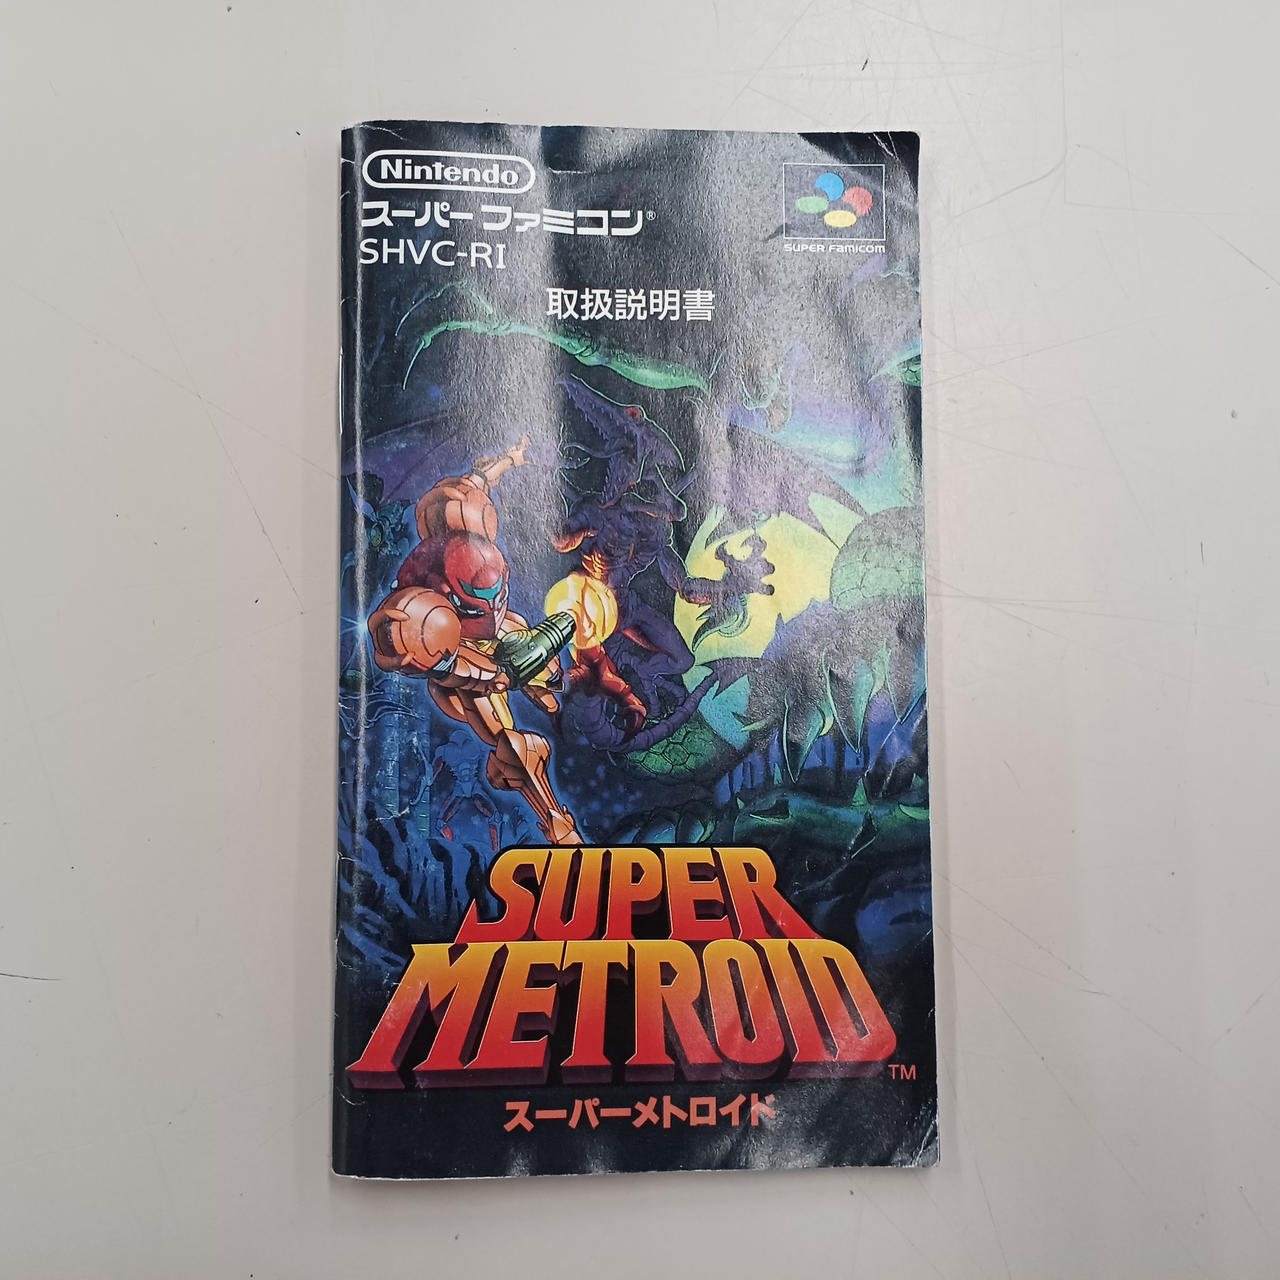 Nintendo
スーパーファミコン®
SHVC-RI
SUPER FAMICOM
取扱説明書
SUPER
METROID
TM
スーパーメトロイド